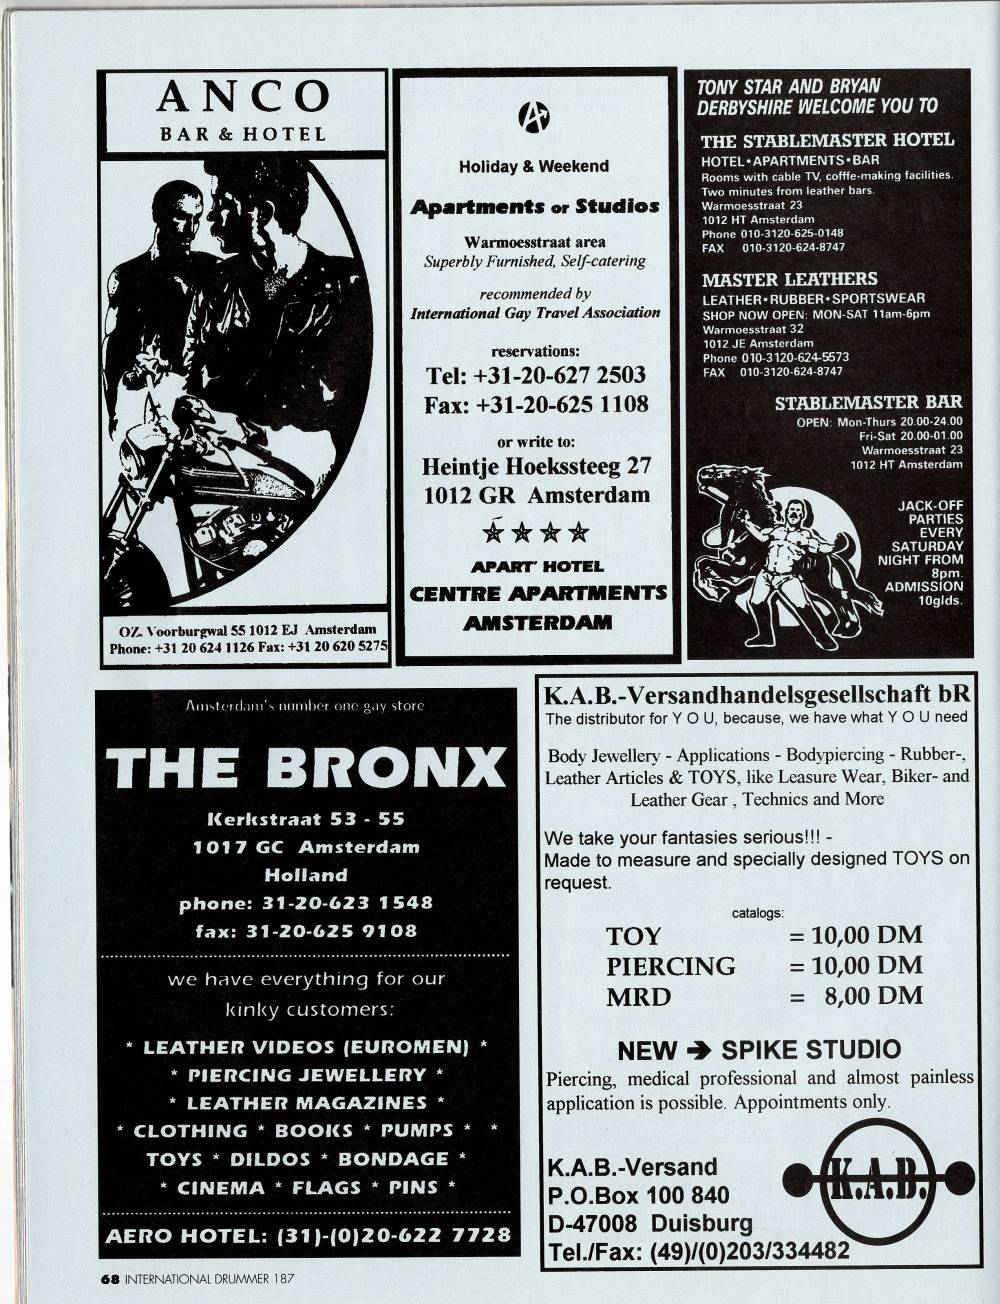 ANCO
BAR & HOTEL
OZ. Voorburgwal 55 1012 EJ Amsterdam
Phone: +31 20 624 1126 Fax: +31 20 620 5275
A
Holiday & Weekend
Apartments or Studios
Warmoesstraat area
Superbly Furnished, Self-catering
recommended by
International Gay Travel Association
reservations:
Tel: +31-20-627 2503
Fax: +31-20-625 1108
or write to:
Heintje Hoekssteeg 27
1012 GR Amsterdam
APART' HOTEL
CENTRE APARTMENTS
AMSTERDAM
TONY STAR AND BRYAN
DERBYSHIRE WELCOME YOU TO
THE STABLEMASTER HOTEL
HOTEL•APARTMENTS•BAR
Rooms with cable TV, cofffe-making facilities.
Two minutes from leather bars.
Warmoesstraat 23
1012 HT Amsterdam
Phone 010-3120-625-0148
FAX 010-3120-624-8747
MASTER LEATHERS
LEATHER•RUBBER•SPORTSWEAR
SHOP NOW OPEN: MON-SAT 11am-6pm
Warmoesstraat 32
1012 JE Amsterdam
Phone 010-3120-624-5573
FAX 010-3120-624-8747
STABLEMASTER BAR
OPEN: Mon-Thurs 20.00-24.00
Fri-Sat 20.00-01.00
Warmoesstraat 23
1012 HT Amsterdam
JACK-OFF
PARTIES
EVERY
SATURDAY
NIGHT FROM
8pm.
ADMISSION
10glds.
Amsterdam's number one gay store
THE BRONX
Kerkstraat 53 - 55
1017 GC Amsterdam
Holland
phone: 31-20-623 1548
fax: 31-20-625 9108
we have everything for our
kinky customers:
* LEATHER VIDEOS (EUROMEN) *
* PIERCING JEWELLERY *
* LEATHER MAGAZINES *
* CLOTHING * BOOKS * PUMPS * *
TOYS * DILDOS * BONDAGE *
* CINEMA * FLAGS * PINS *
AERO HOTEL: (31)-(0)20-622 7728
K.A.B.-Versandhandelsgesellschaft bR
The distributor for Y O U, because, we have what Y O U need
Body Jewellery - Applications - Bodypiercing - Rubber-,
Leather Articles & TOYS, like Leasure Wear, Biker- and
Leather Gear , Technics and More
We take your fantasies serious!!! -
Made to measure and specially designed TOYS on
request.
catalogs:
TOY = 10,00 DM
PIERCING = 10,00 DM
MRD = 8,00 DM
NEW ➔ SPIKE STUDIO
Piercing, medical professional and almost painless
application is possible. Appointments only.
K.A.B.-Versand
P.O.Box 100 840
D-47008 Duisburg
Tel./Fax: (49)/(0)203/334482
K.A.B.
68 INTERNATIONAL DRUMMER 187